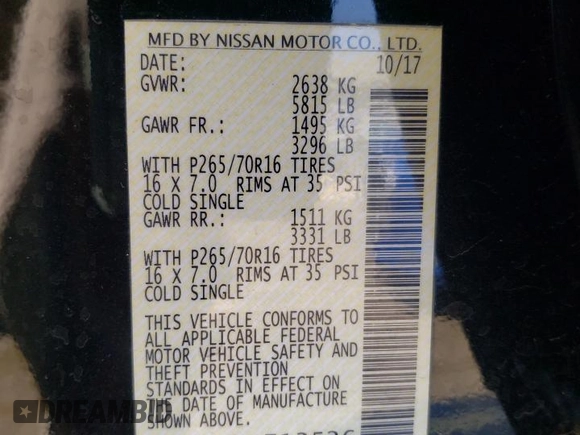 MFD BY NISSAN MOTOR CO., LTD.
DATE: 10/17
GVWR: 2638 KG
5815 LB
GAWR FR.: 1495 KG
3296 LB
WITH P265/70R16 TIRES
16 X 7.0 RIMS AT 35 PSI
COLD SINGLE
GAWR RR.: 1511 KG
3331 LB
WITH P265/70R16 TIRES
16 X 7.0 RIMS AT 35 PSI
COLD SINGLE
THIS VEHICLE CONFORMS TO
ALL APPLICABLE FEDERAL
MOTOR VEHICLE SAFETY AND
THEFT PREVENTION
STANDARDS IN EFFECT ON
THE DATE OF MANUFACTURE
SHOWN ABOVE.
DREAMBID